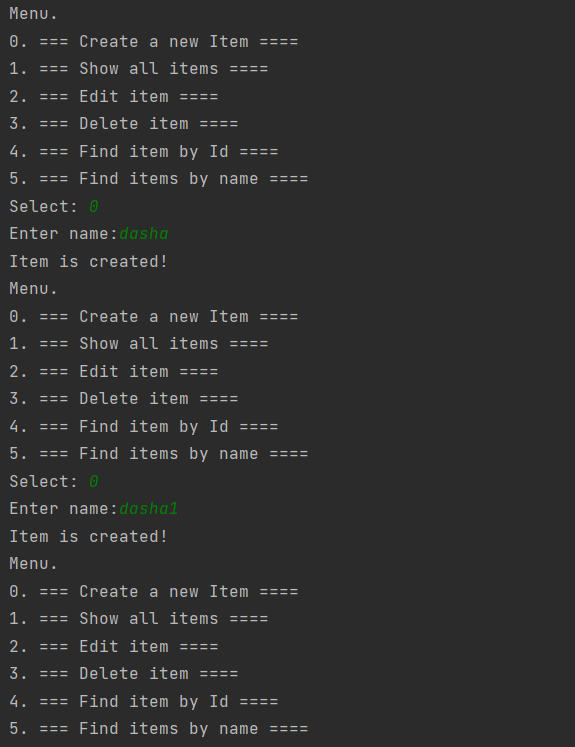 Menu.
0. === Create a new Item ====
1. === Show all items ====
2. === Edit item ====
3. === Delete item ====
4. === Find item by Id ====
5. === Find items by name ====
Select: 0
Enter name:dasha
Item is created!
Menu.
0. === Create a new Item ====
1. === Show all items ====
2. === Edit item ====
3. === Delete item ====
4. === Find item by Id ====
5. === Find items by name ====
Select: 0
Enter name:dasha1
Item is created!
Menu.
0. === Create a new Item ====
1. === Show all items ====
2. === Edit item ====
3. === Delete item ====
4. === Find item by Id ====
5. === Find items by name ====